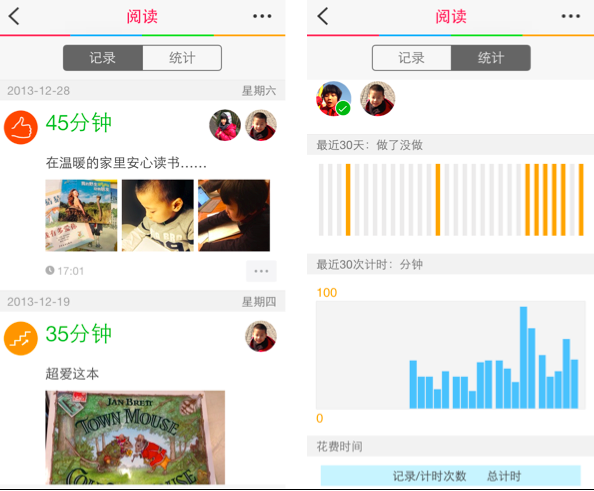 阅读
记录
统计
2013-12-28
星期六
45分钟
在温暖的家里安心读书……
17:01
2013-12-19
星期四
35分钟
超爱这本
JAN BRETT
TOWN MOUSE
阅读
记录
统计
最近30天：做了没做
最近30次计时：分钟
100
0
花费时间
记录/计时次数
总计时